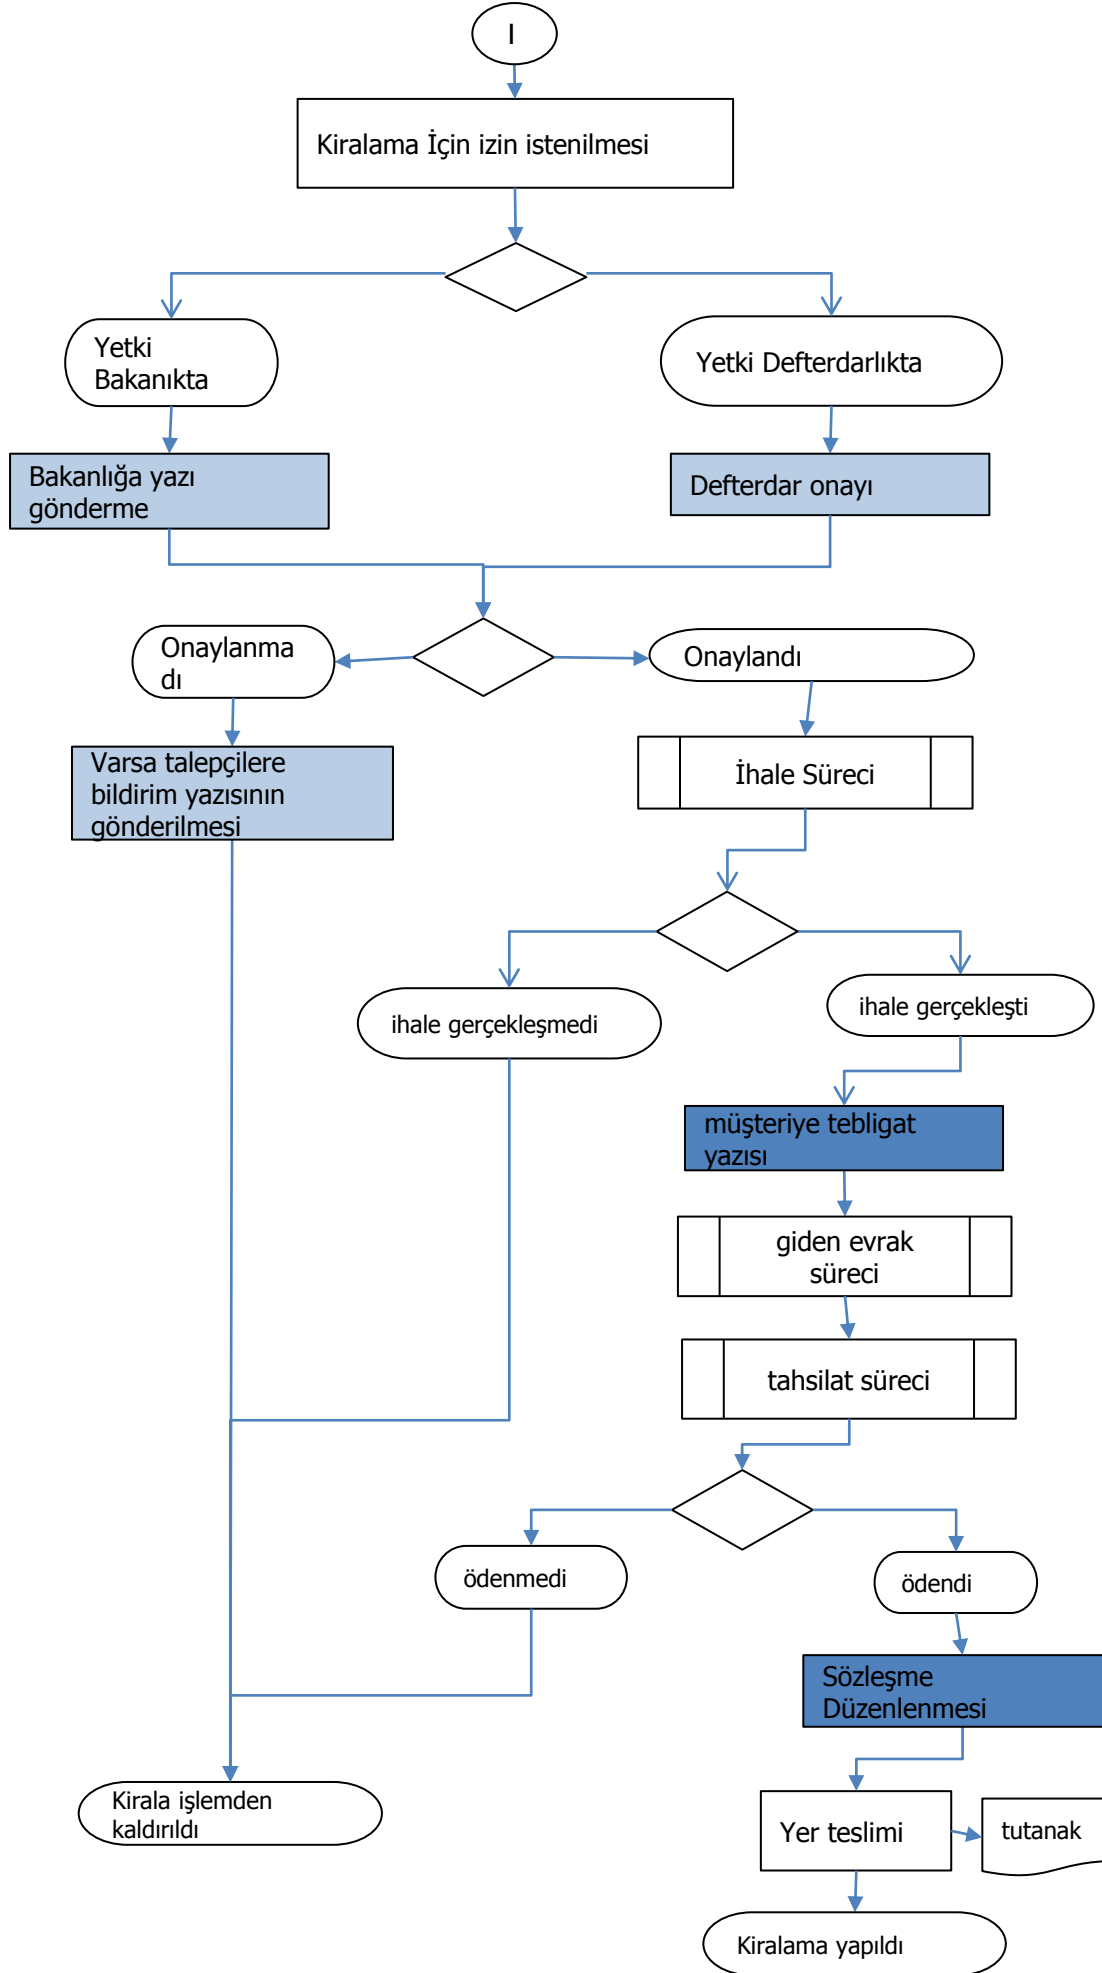 I
Kiralama İçin izin istenilmesi
Yetki
Bakanıkta
Yetki Defterdarlıkta
Bakanlığa yazı
gönderme
Defterdar onayı
Onaylanma
dı
Onaylandı
Varsa talepçilere
bildirim yazısının
gönderilmesi
İhale Süreci
ihale gerçekleşmedi
ihale gerçekleşti
müşteriye tebligat
yazısı
giden evrak
süreci
tahsilat süreci
ödenmedi
ödendi
Sözleşme
Düzenlenmesi
Kirala işlemden
kaldırıldı
Yer teslimi
tutanak
Kiralama yapıldı